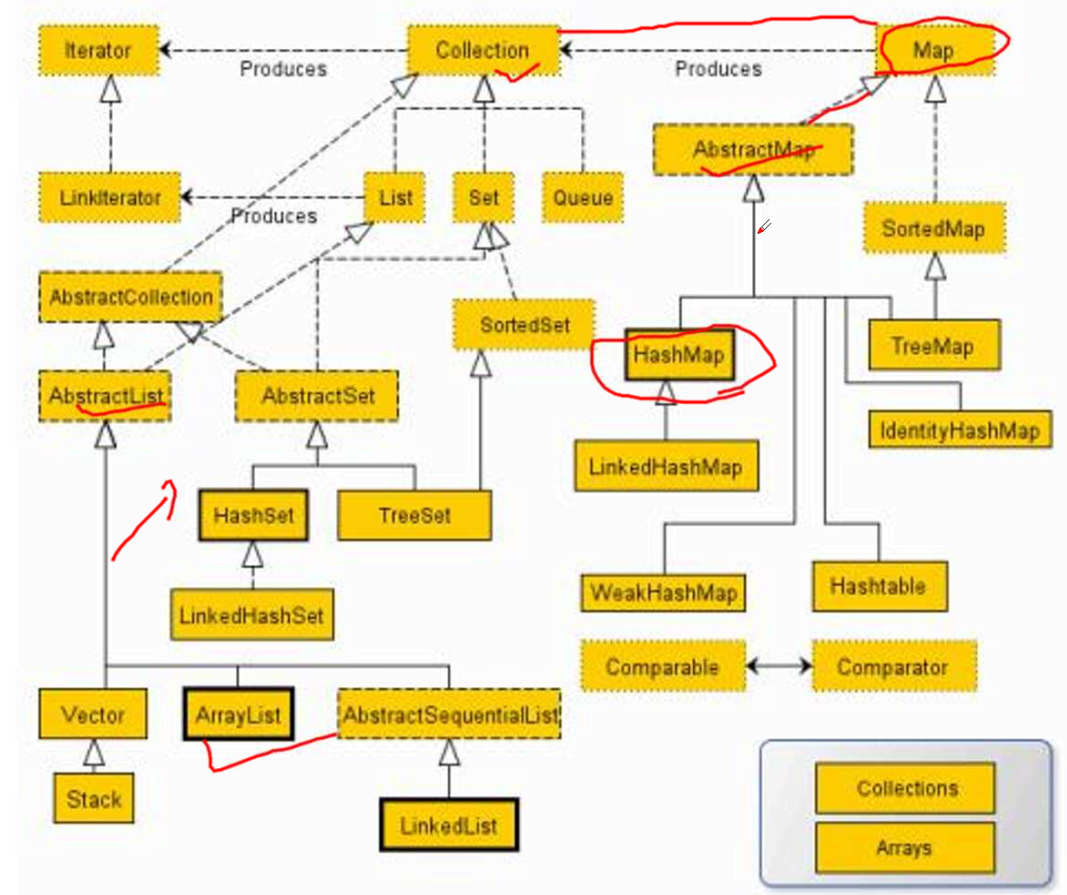 Iterator
Collection
Map
Produces
Produces
AbstractMap
LinkIterator
List
Set
Queue
Produces
SortedMap
AbstractCollection
SortedSet
HashMap
TreeMap
AbstractList
AbstractSet
IdentityHashMap
LinkedHashMap
HashSet
TreeSet
WeakHashMap
Hashtable
LinkedHashSet
Comparable
Comparator
Vector
ArrayList
AbstractSequentialList
Stack
Collections
LinkedList
Arrays